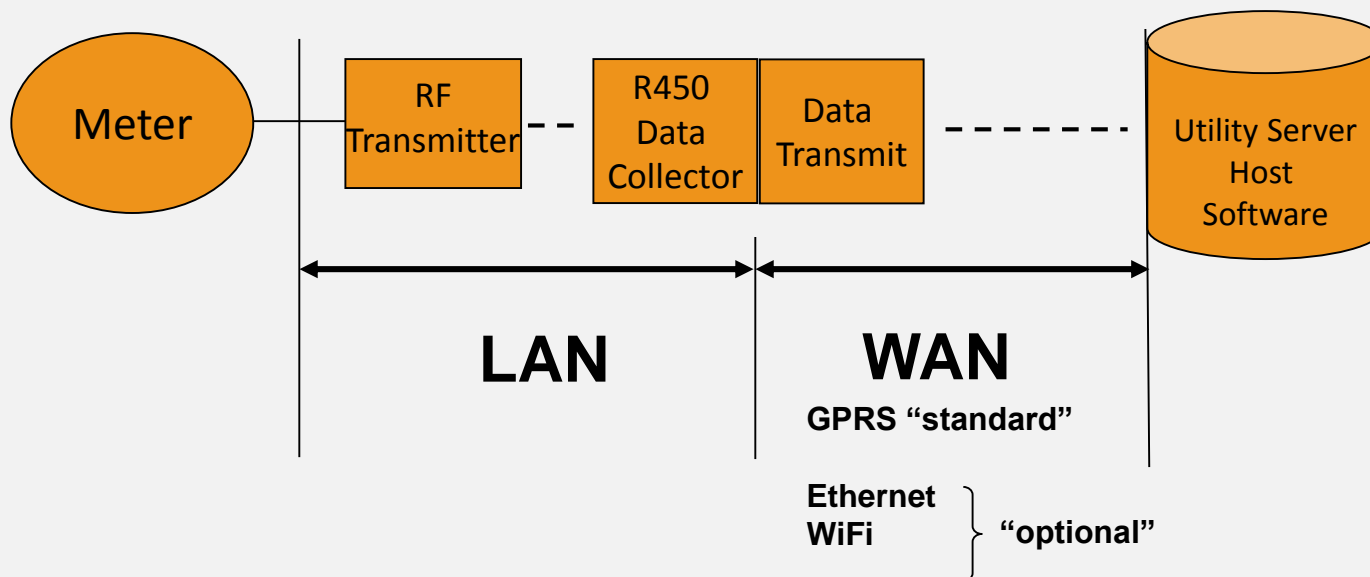 Meter
RF
Transmitter
R450
Data
Collector
Data
Transmit
Utility Server
Host
Software
LAN
WAN
GPRS “standard”
Ethernet
WiFi
“optional”